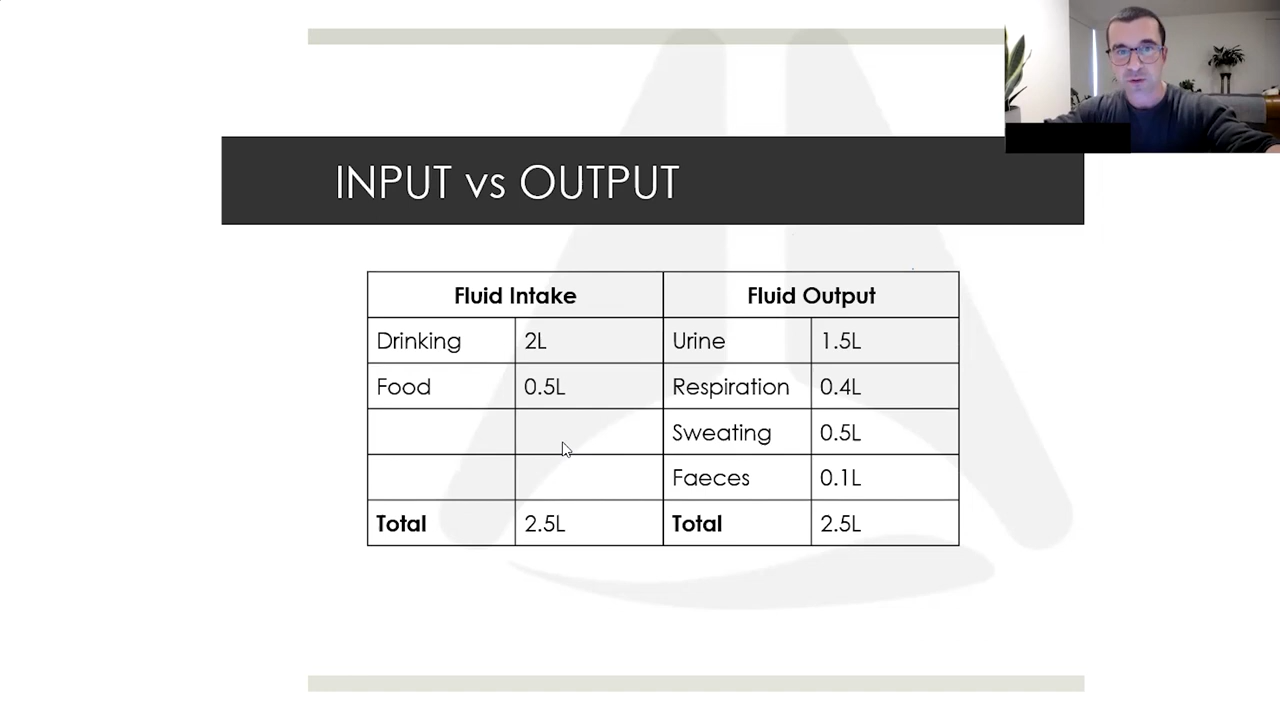 INPUT vs OUTPUT
Fluid Intake Fluid Output
Drinking 2L Urine 1.5L
Food 0.5L Respiration 0.4L
Sweating 0.5L
Faeces 0.1L
Total 2.5L Total 2.5L